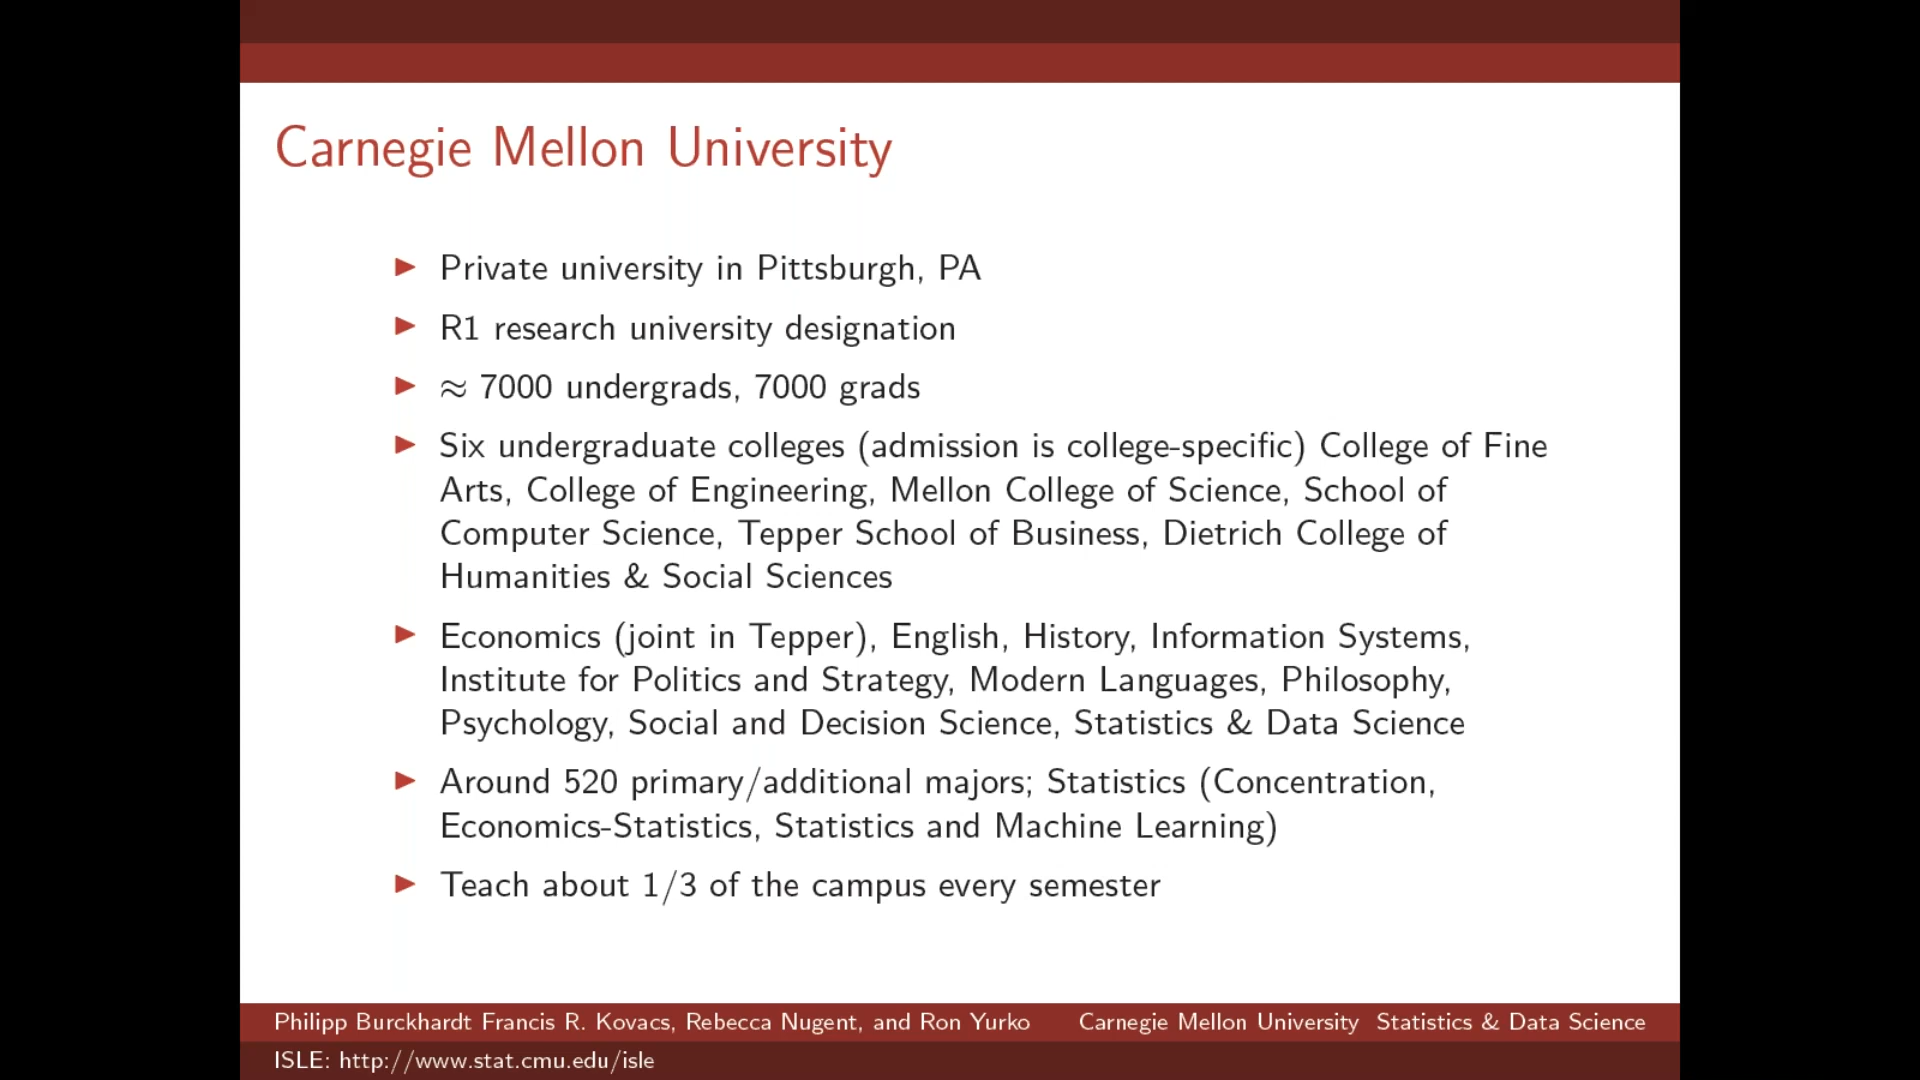 Carnegie Mellon University
Private university in Pittsburgh, PA
R1 research university designation
≈ 7000 undergrads, 7000 grads
Six undergraduate colleges (admission is college-specific) College of Fine
Arts, College of Engineering, Mellon College of Science, School of
Computer Science, Tepper School of Business, Dietrich College of
Humanities & Social Sciences
Economics (joint in Tepper), English, History, Information Systems,
Institute for Politics and Strategy, Modern Languages, Philosophy,
Psychology, Social and Decision Science, Statistics & Data Science
Around 520 primary/additional majors; Statistics (Concentration,
Economics-Statistics, Statistics and Machine Learning)
Teach about 1/3 of the campus every semester
Philipp Burckhardt Francis R. Kovacs, Rebecca Nugent, and Ron Yurko Carnegie Mellon University Statistics & Data Science
ISLE: http://www.stat.cmu.edu/isle